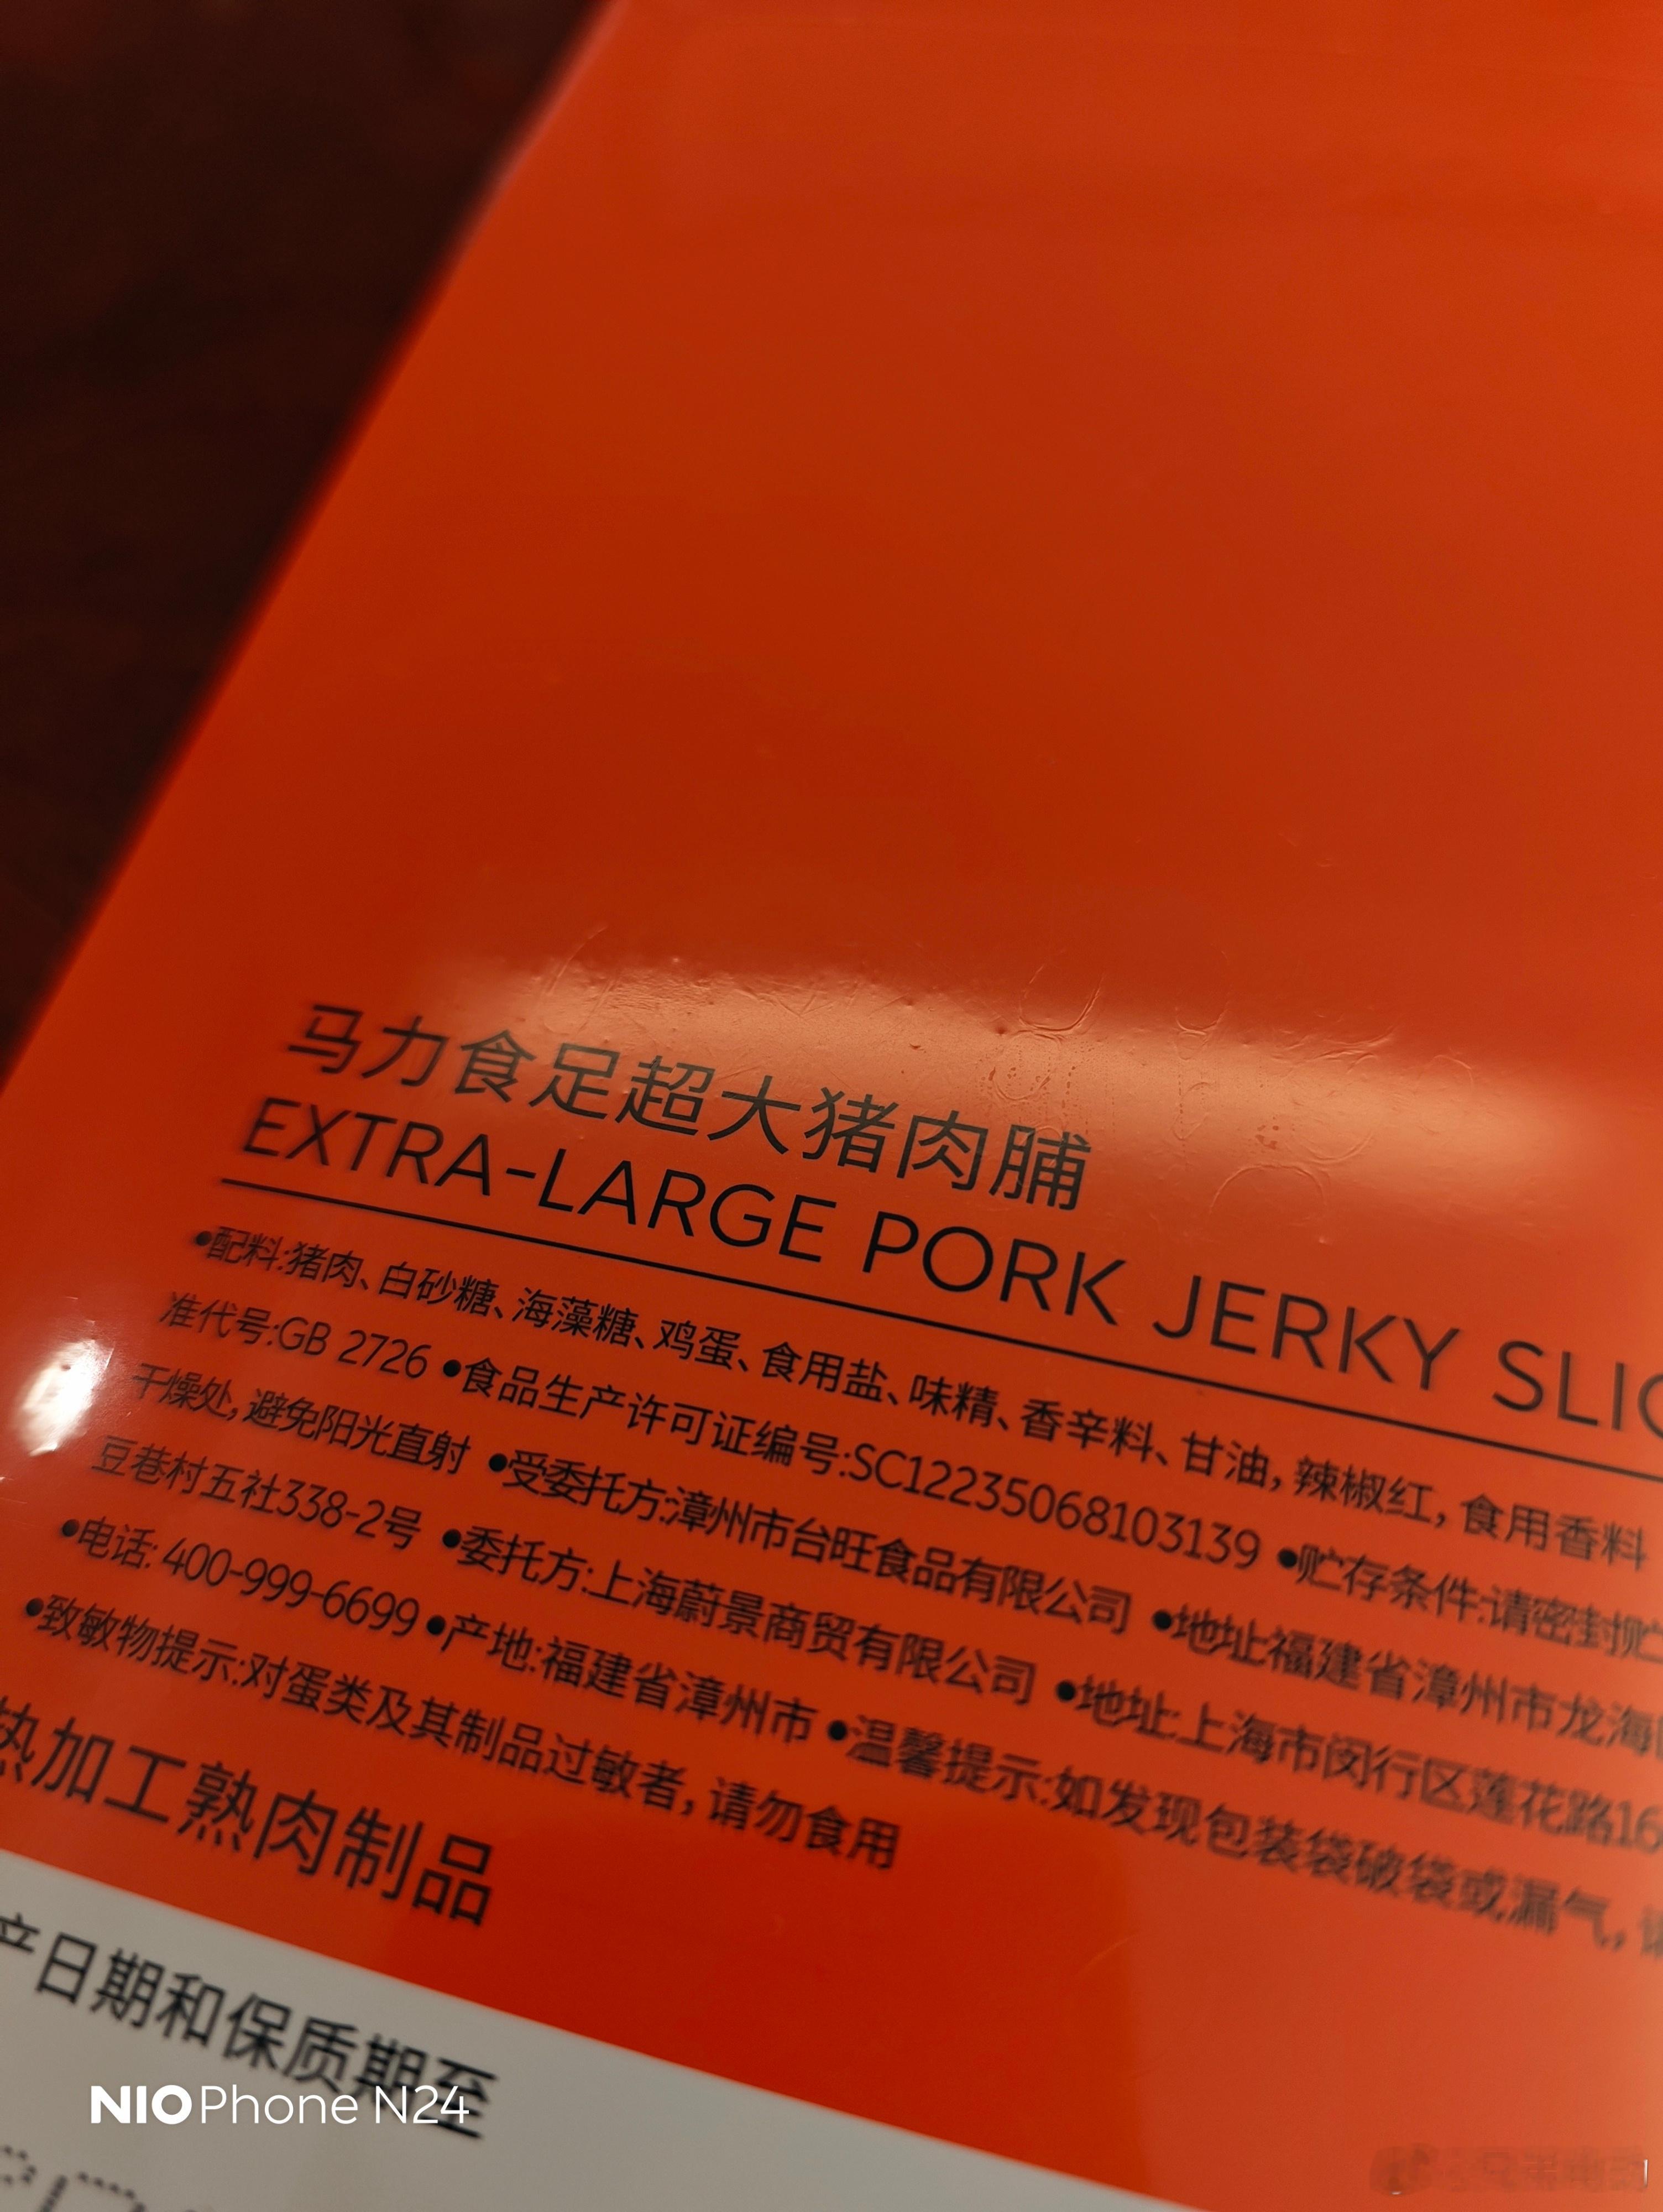 马力食足超大猪肉脯
EXTRA-LARGE PORK JERKY SLIC
•配料:猪肉、白砂糖、海藻糖、鸡蛋、食用盐、味精、香辛料、甘油,辣椒红,食用香料
准代号:GB 2726 •食品生产许可证编号:SC12235068103139 •贮存条件:请密封贮
干燥处,避免阳光直射 •受委托方:漳州市台旺食品有限公司 •地址福建省漳州市龙海
豆巷村五社338-2号 •委托方:上海蔚景商贸有限公司 •地址:上海市闵行区莲花路16
•电话: 400-999-6699 •产地:福建省漳州市 •温馨提示:如发现包装袋破袋或漏气,请
•致敏物提示:对蛋类及其制品过敏者,请勿食用
热加工熟肉制品
产日期和保质期至
NIO Phone N24